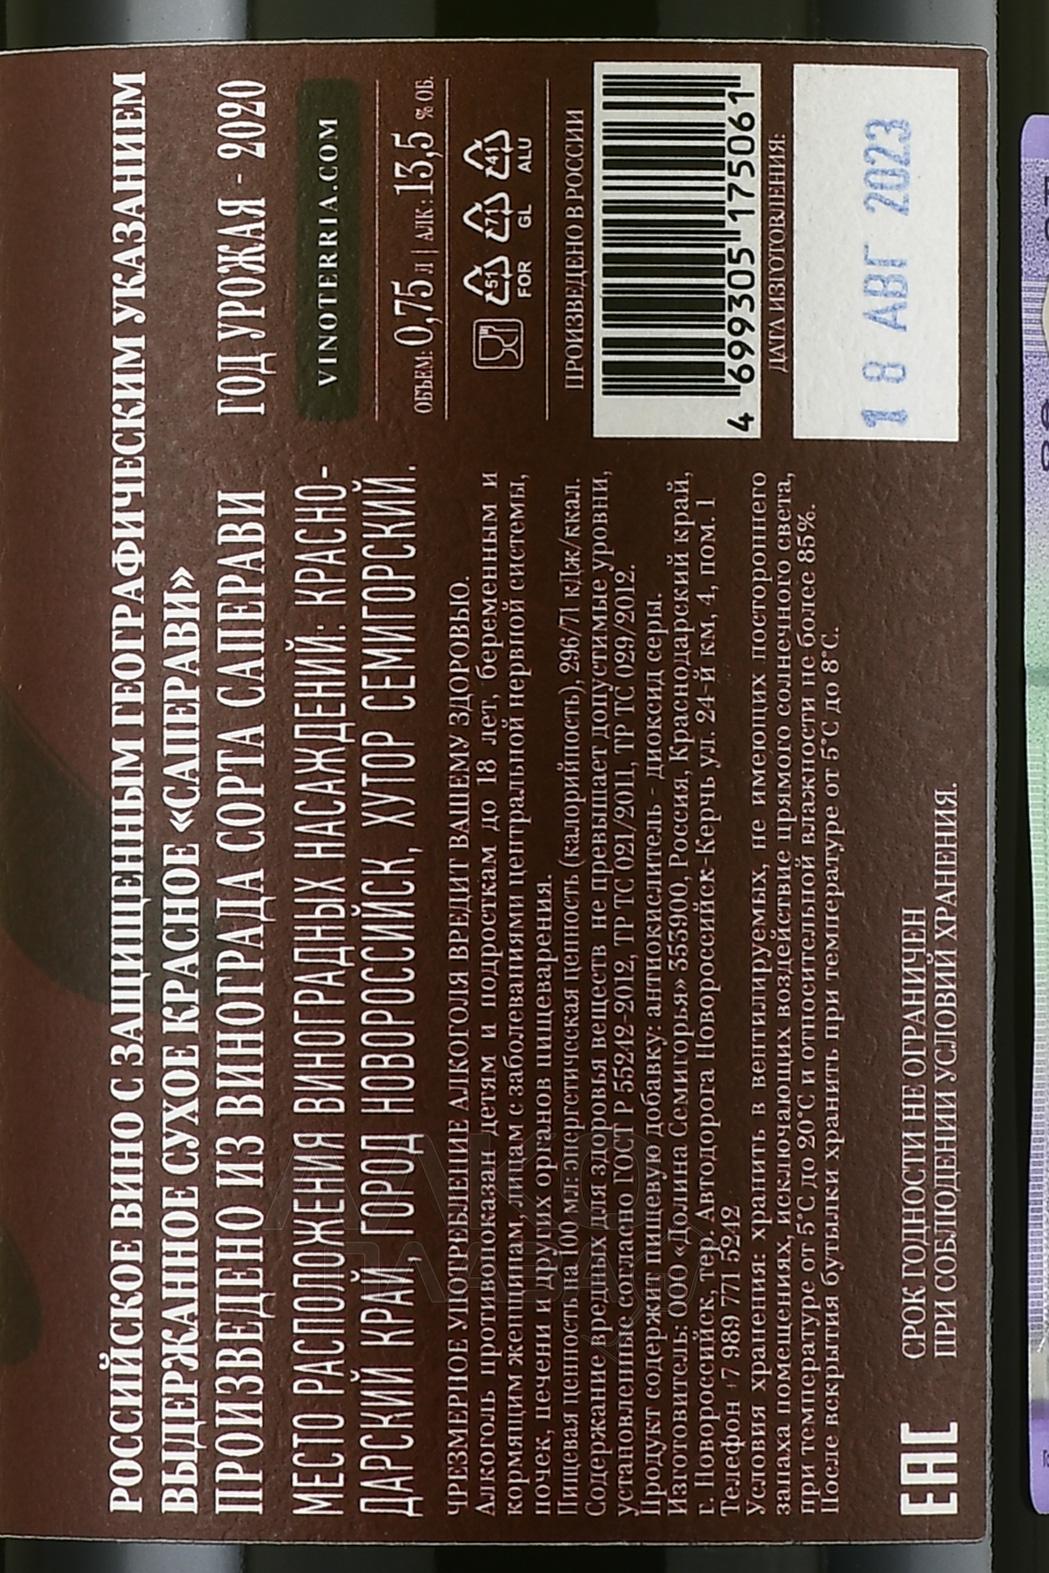 РОССИЙСКОЕ ВИНО С ЗАЩИЩЕННЫМ ГЕОГРАФИЧЕСКИМ УКАЗАНИЕМ
ВЫДЕРЖАННОЕ СУХОЕ КРАСНОЕ «САПЕРАВИ»
ПРОИЗВЕДЕНО ИЗ ВИНОГРАДА СОРТА САПЕРАВИ
ГОД УРОЖАЯ - 2020
МЕСТО РАСПОЛОЖЕНИЯ ВИНОГРАДНЫХ НАСАЖДЕНИЙ: КРАСНО-
ДАРСКИЙ КРАЙ, ГОРОД НОВОРОССИЙСК, ХУТОР СЕМИГОРСКИЙ.
ЧРЕЗМЕРНОЕ УПОТРЕБЛЕНИЕ АЛКОГОЛЯ ВРЕДИТ ВАШЕМУ ЗДОРОВЬЮ.
Алкоголь противопоказан детям и подросткам до 18 лет, беременным и
кормящим женщинам, лицам с заболеваниями центральной нервной системы,
почек, печени и других органов пищеварения.
Пищевая ценность на 100 мл: энергетическая ценность (калорийность), 296/71 кДж/ккал.
Содержание вредных для здоровья веществ не превышает допустимые уровни,
установленные согласно ГОСТ Р 55242-2012, ТР ТС 021/2011, ТР ТС 029/2012.
Продукт содержит пищевую добавку: антиокислитель - диоксид серы.
Изготовитель: ООО «Долина Семигорья» 353900, Россия, Краснодарский край,
г. Новороссийск, тер. Автодорога Новороссийск-Керчь ул. 24-й км, 4, пом. 1
Телефон +7 989 771 5242
Условия хранения: хранить в вентилируемых, не имеющих постороннего
запаха помещениях, исключающих воздействие прямого солнечного света,
при температуре от 5°С до 20°С и относительной влажности не более 85%.
После вскрытия бутылки хранить при температуре от 5°С до 8°С.
EAC
СРОК ГОДНОСТИ НЕ ОГРАНИЧЕН
ПРИ СОБЛЮДЕНИИ УСЛОВИЙ ХРАНЕНИЯ.
VINOTERRIA.COM
ОБЪЕМ: 0,75 Л | АЛК: 13,5 % ОБ.
51 71 41
FOR GL ALU
ПРОИЗВЕДЕНО В РОССИИ
4 699305 175061
ДАТА ИЗГОТОВЛЕНИЯ:
18 АВГ 2023